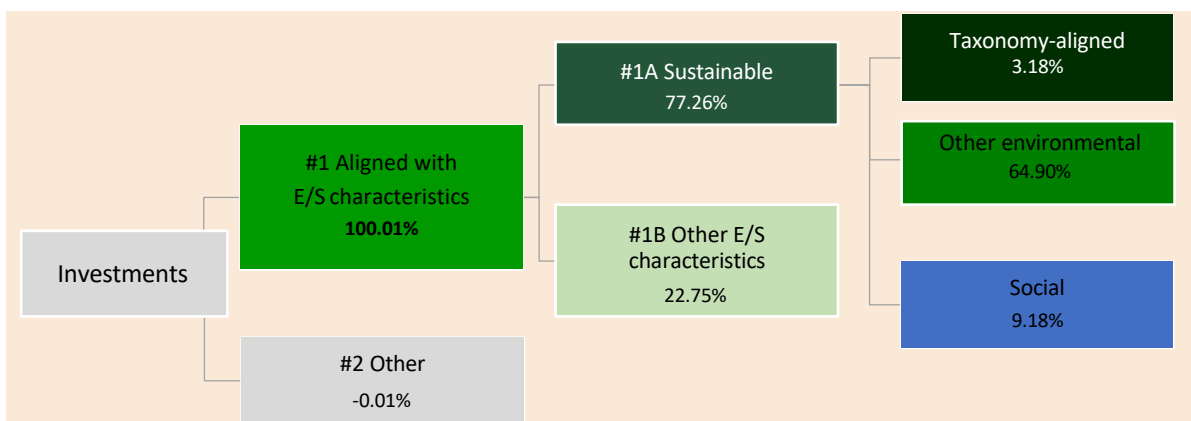 Investments
#1 Aligned with
E/S characteristics
100.01%
#2 Other
-0.01%
#1A Sustainable
77.26%
#1B Other E/S
characteristics
22.75%
Taxonomy-aligned
3.18%
Other environmental
64.90%
Social
9.18%